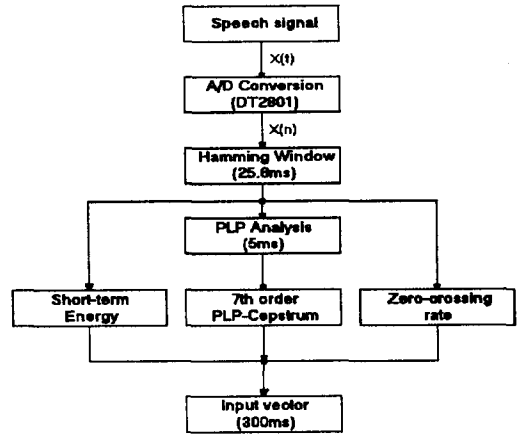 Speech signal
X(t)
A/D Conversion
(DT2801)
X(n)
Hamming Window
(25.6ms)
PLP Analysis
(5ms)
Short-term
Energy
7th order
PLP-Cepstrum
Zero-crossing
rate
Input vector
(300ms)